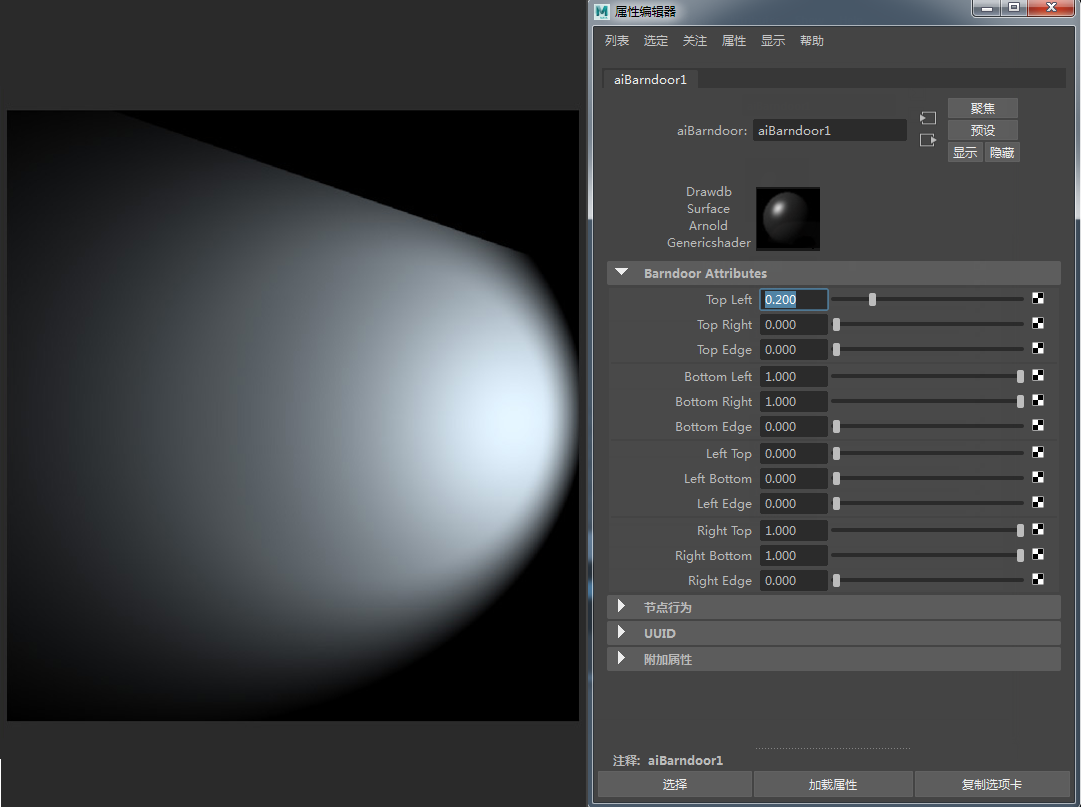 属性编辑器
列表 选定 关注 属性 显示 帮助
aiBarndoor1
aiBarndoor: aiBarndoor1
聚焦
预设
显示 隐藏
Drawdb
Surface
Arnold
Genericshader
Barndoor Attributes
Top Left 0.200
Top Right 0.000
Top Edge 0.000
Bottom Left 1.000
Bottom Right 1.000
Bottom Edge 0.000
Left Top 0.000
Left Bottom 0.000
Left Edge 0.000
Right Top 1.000
Right Bottom 1.000
Right Edge 0.000
节点行为
UUID
附加属性
注释: aiBarndoor1
选择 加载属性 复制选项卡